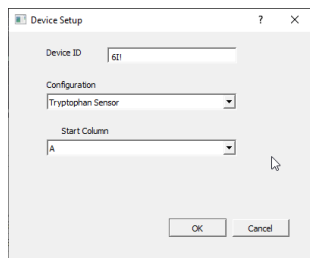 Device Setup
Device ID
6I!
Configuration
Tryptophan Sensor
Start Column
A
OK
Cancel